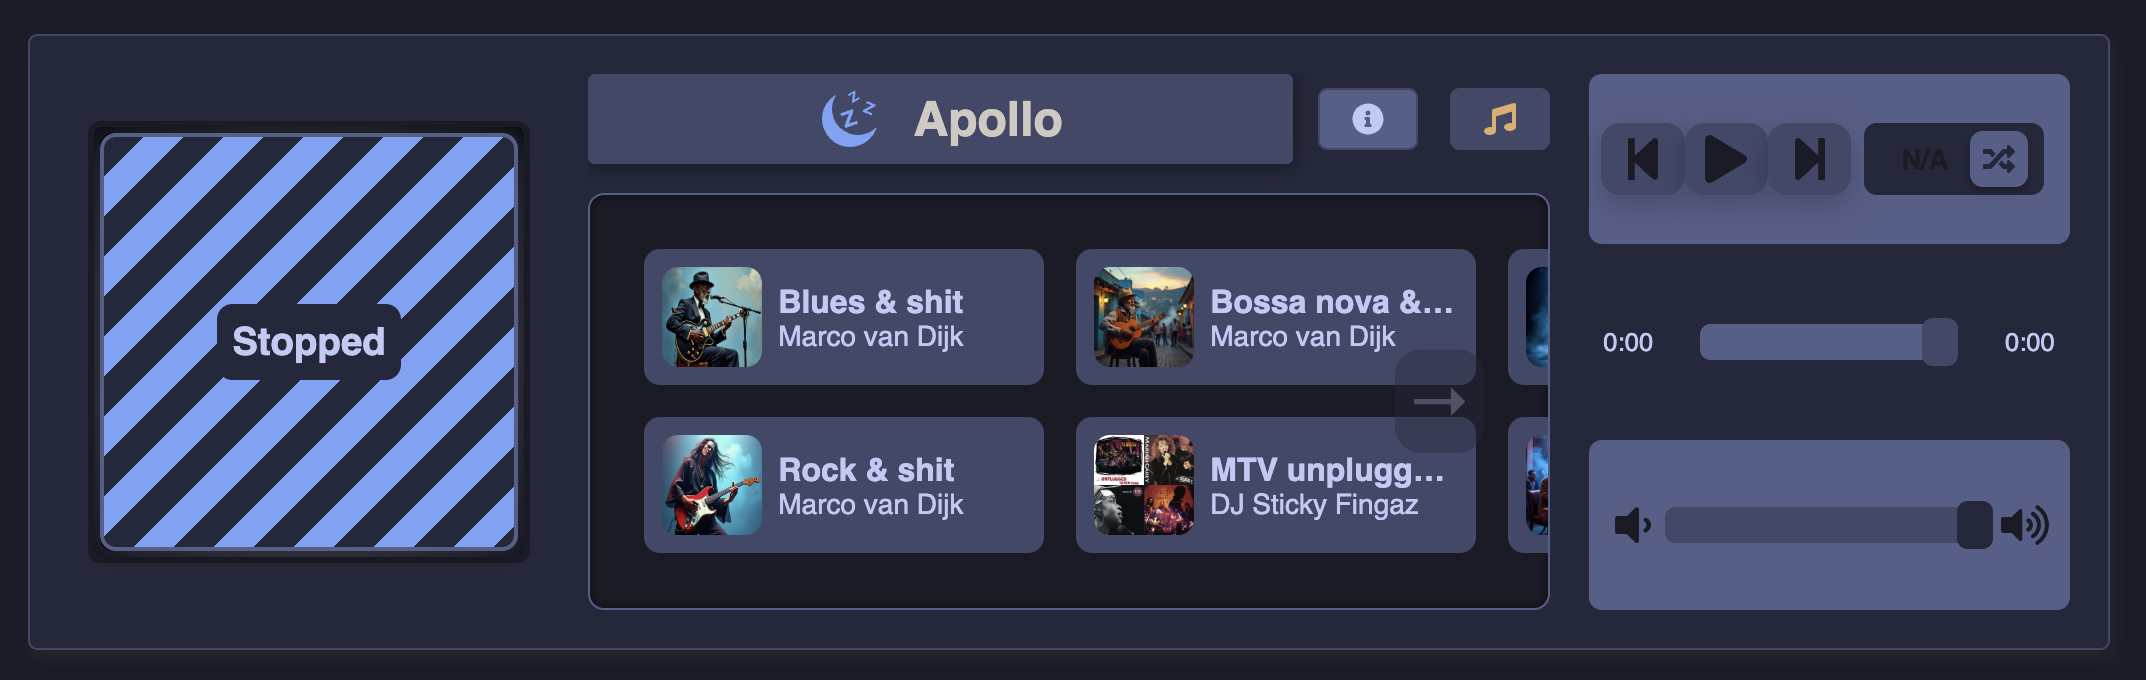 Stopped
Apollo
Blues & shit
Marco van Dijk
Bossa nova &...
Marco van Dijk
Rock & shit
Marco van Dijk
MTV unplugg...
DJ Sticky Fingaz
N/A
0:00
0:00